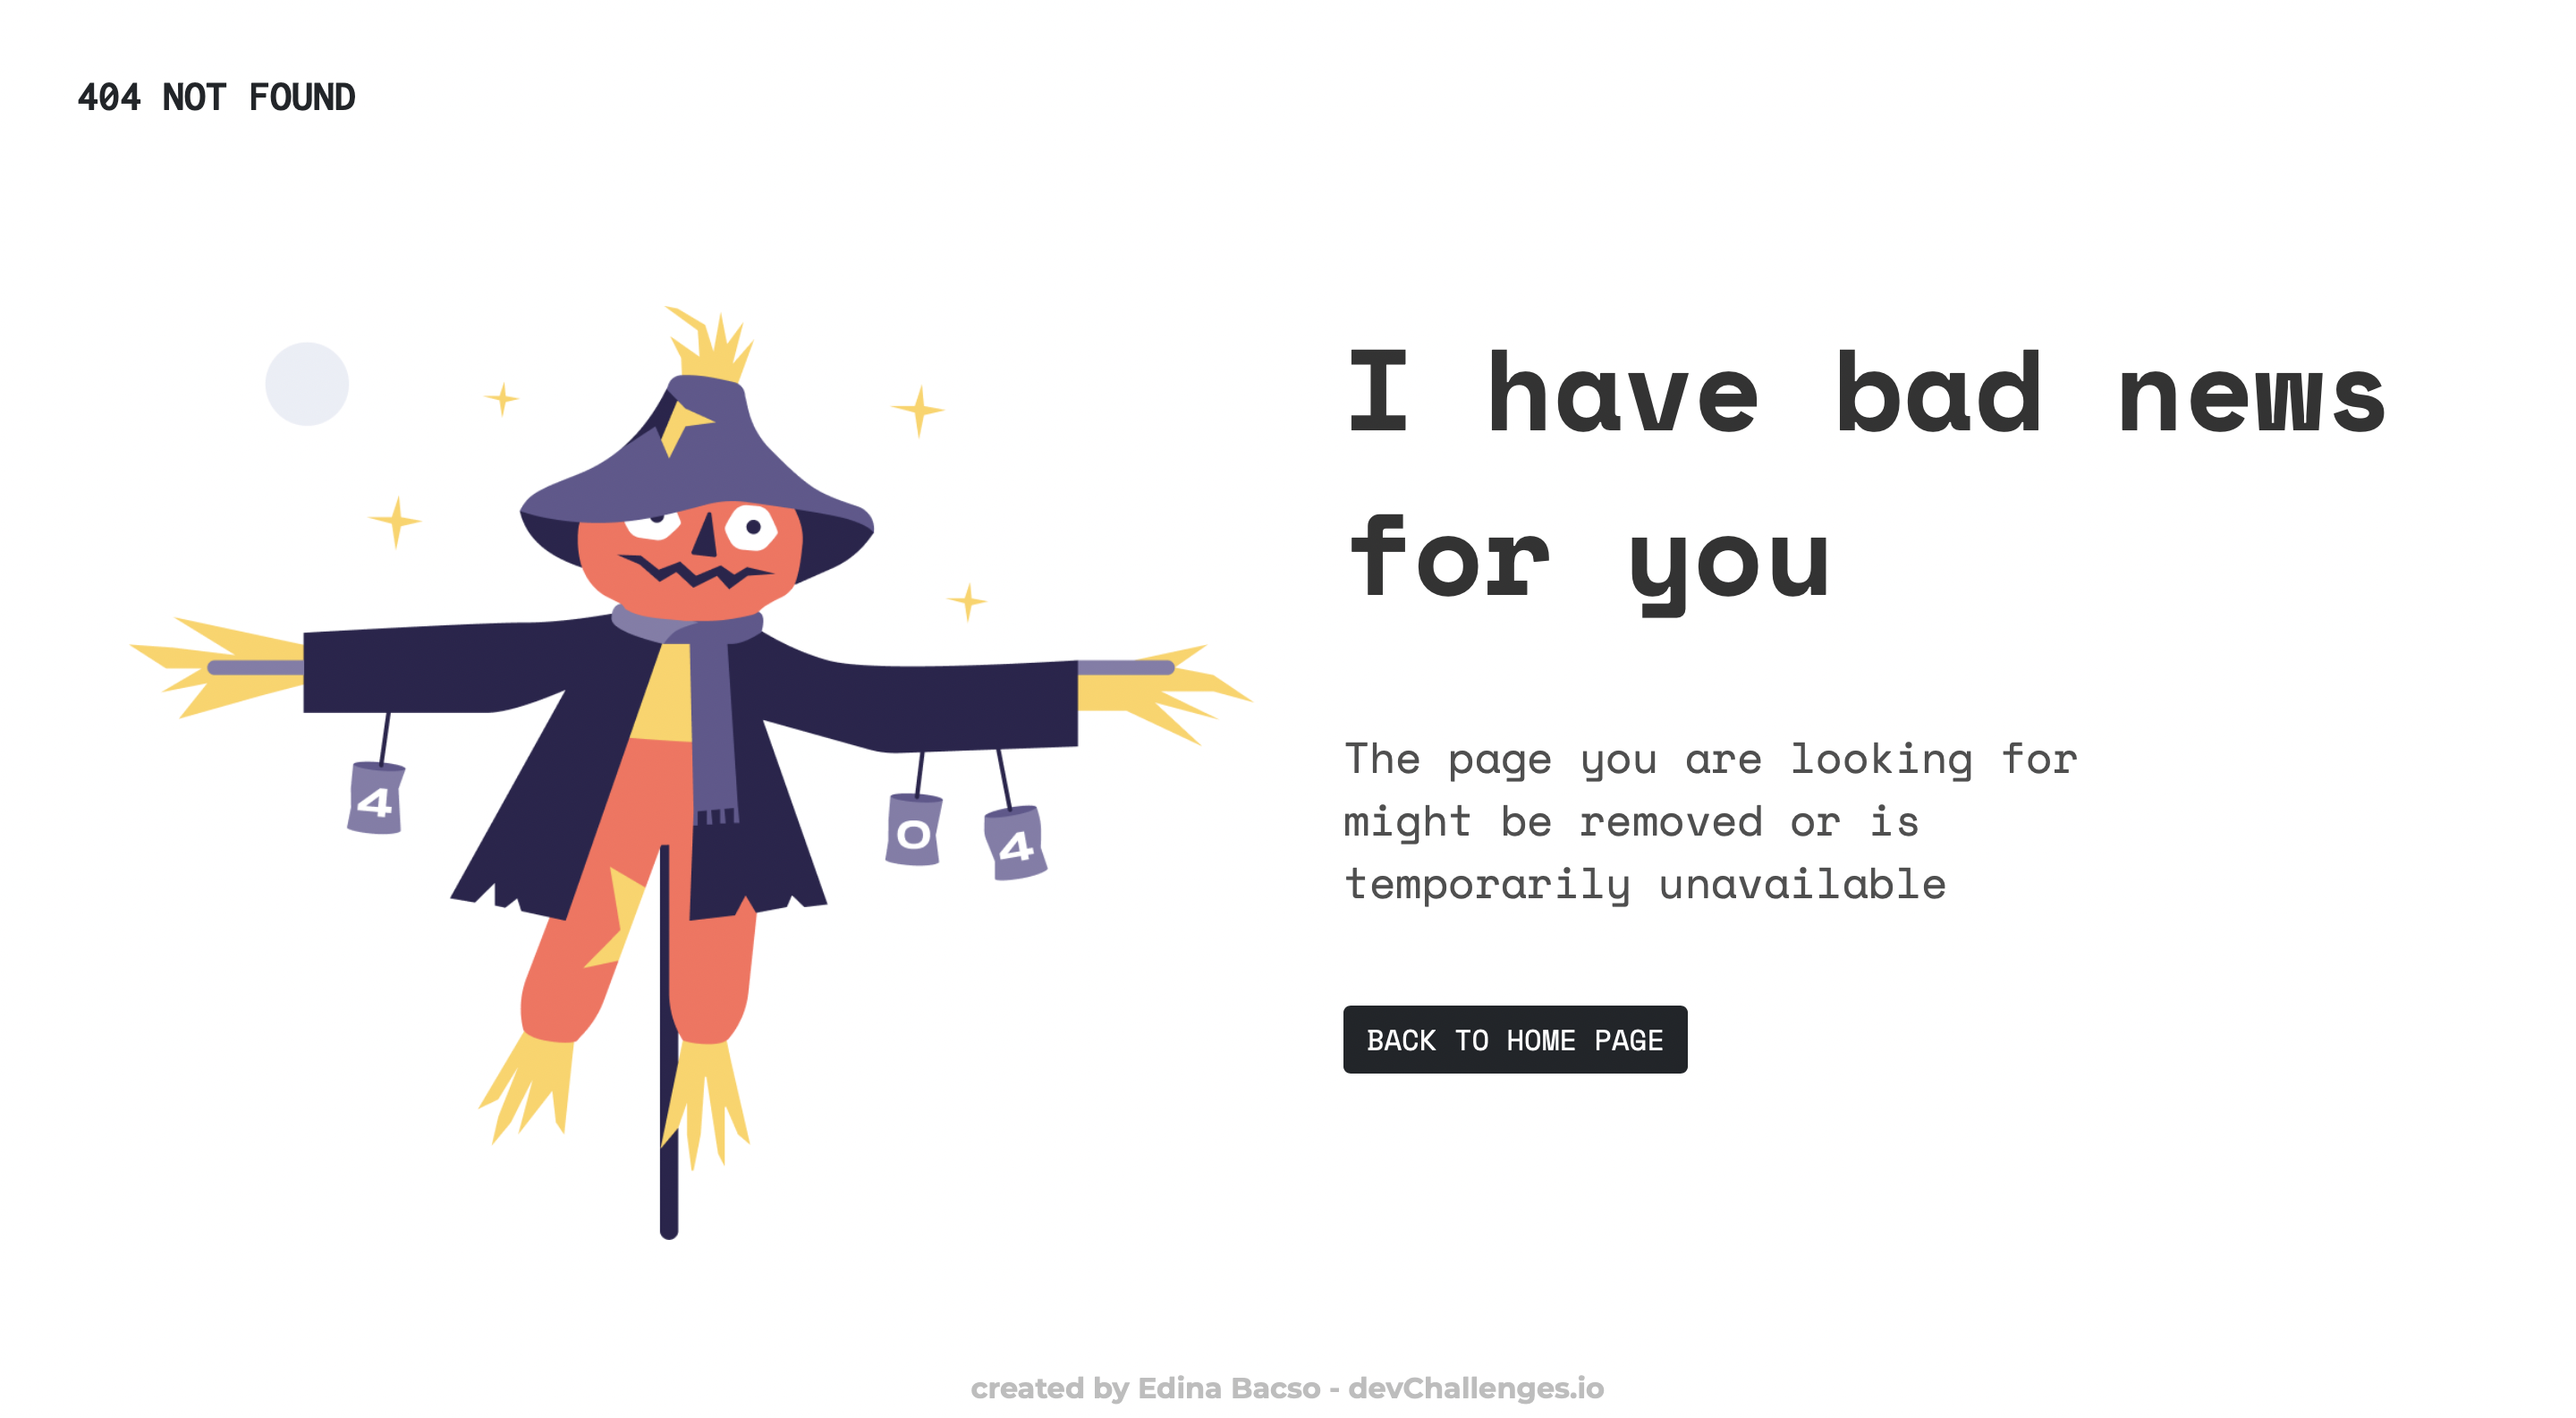 404 NOT FOUND
I have bad news
for you
4
0
4
The page you are looking for
might be removed or is
temporarily unavailable
BACK TO HOME PAGE
created by Edina Bacso - devChallenges.io